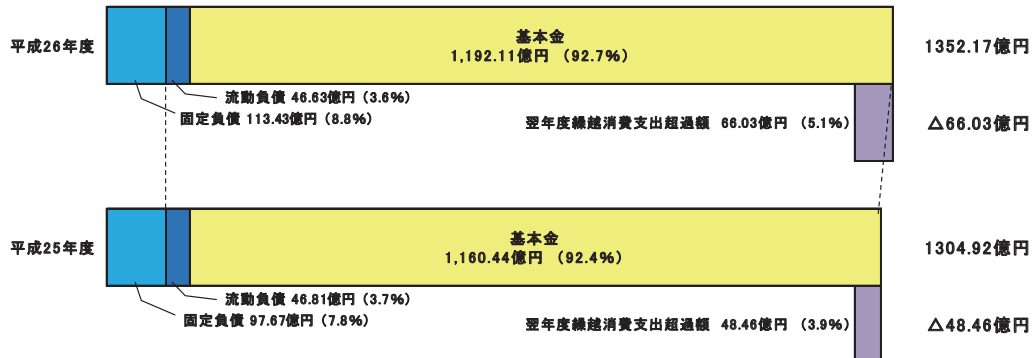 平成26年度
基本金
1,192.11億円 （92.7%）
1352.17億円
流動負債 46.63億円（3.6%）
固定負債 113.43億円（8.8%）
翌年度繰越消費支出超過額 66.03億円 （5.1%）
△66.03億円
平成25年度
基本金
1,160.44億円 （92.4%）
1304.92億円
流動負債 46.81億円（3.7%）
固定負債 97.67億円（7.8%）
翌年度繰越消費支出超過額 48.46億円 （3.9%）
△48.46億円